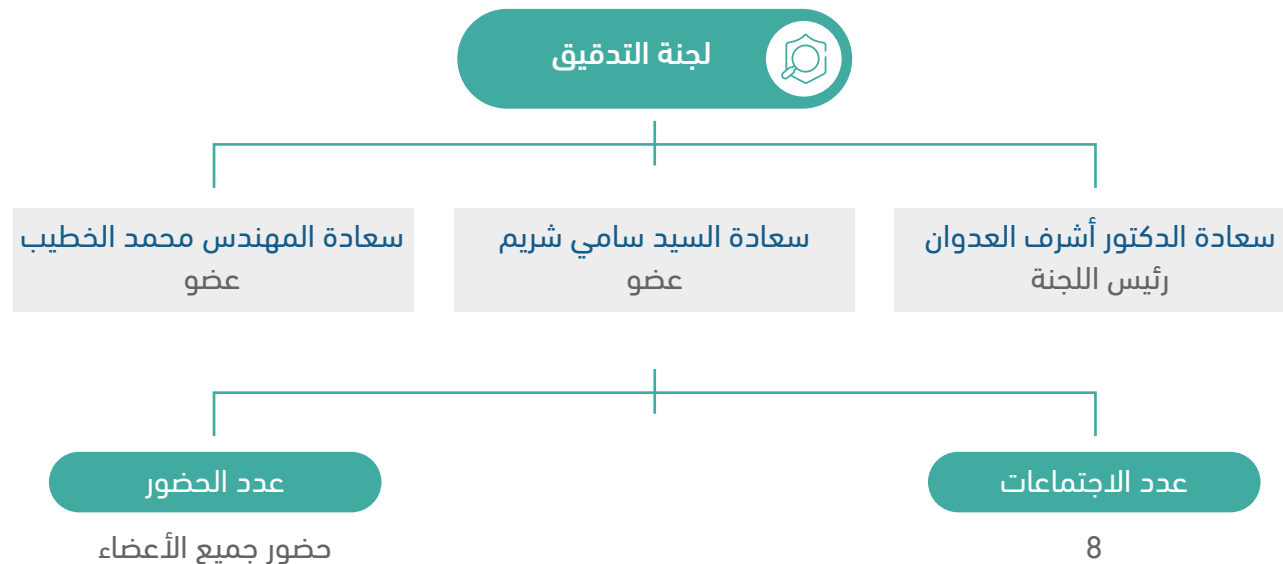 لجنة التدقيق
سعادة الدكتور أشرف العدوان
رئيس اللجنة
سعادة السيد سامي شريم
عضو
سعادة المهندس محمد الخطيب
عضو
عدد الاجتماعات
8
عدد الحضور
حضور جميع الأعضاء